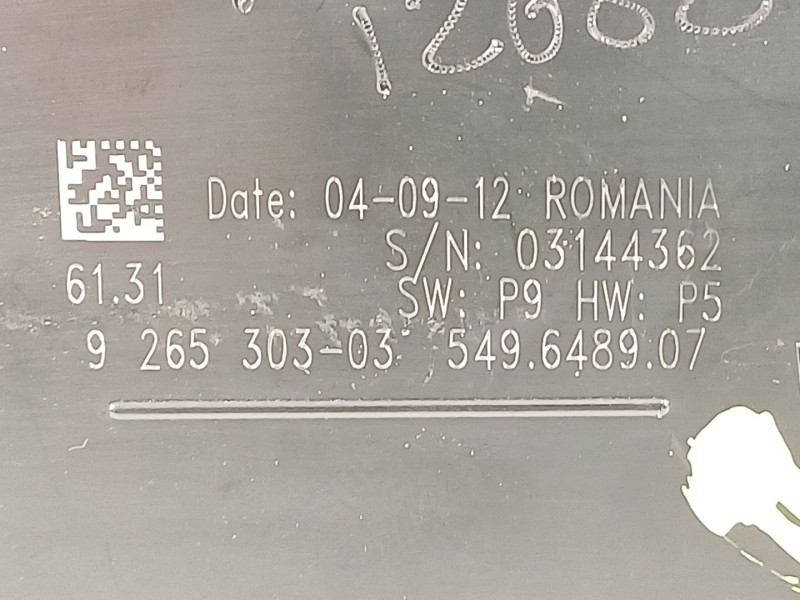 Date: 04-09-12 ROMANIA
S/N: 03144362
61.31
SW: P9 HW: P5
9 265 303-03 549.6489.07